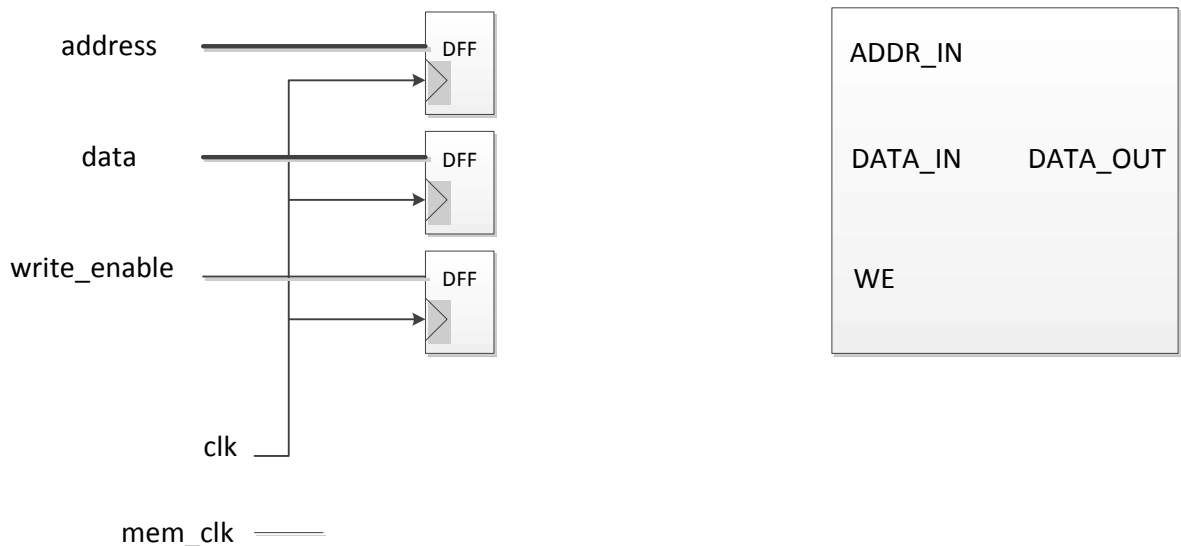 address
DFF
ADDR_IN
data
DFF
DATA_IN DATA_OUT
write_enable
DFF
WE
clk
mem_clk